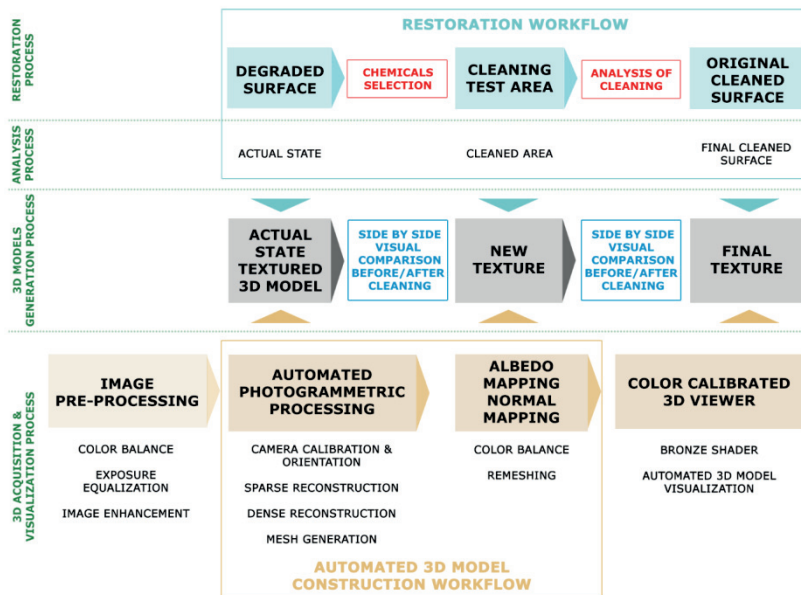 RESTORATION WORKFLOW
RESTORATION
PROCESS
DEGRADED
SURFACE
CHEMICALS
SELECTION
CLEANING
TEST AREA
ANALYSIS OF
CLEANING
ORIGINAL
CLEANED
SURFACE
ANALYSIS
PROCESS
ACTUAL STATE
CLEANED AREA
FINAL CLEANED
SURFACE
3D MODELS
GENERATION PROCESS
ACTUAL
STATE
TEXTURED
3D MODEL
SIDE BY SIDE
VISUAL
COMPARISON
BEFORE/AFTER
CLEANING
NEW
TEXTURE
SIDE BY SIDE
VISUAL
COMPARISON
BEFORE/AFTER
CLEANING
FINAL
TEXTURE
3D ACQUISITION &
VISUALIZATION PROCESS
IMAGE
PRE-PROCESSING
COLOR BALANCE
EXPOSURE
EQUALIZATION
IMAGE ENHANCEMENT
AUTOMATED
PHOTOGRAMMETRIC
PROCESSING
CAMERA CALIBRATION &
ORIENTATION
SPARSE RECONSTRUCTION
DENSE RECONSTRUCTION
MESH GENERATION
ALBEDO
MAPPING
NORMAL
MAPPING
COLOR BALANCE
REMESHING
COLOR CALIBRATED
3D VIEWER
BRONZE SHADER
AUTOMATED 3D MODEL
VISUALIZATION
AUTOMATED 3D MODEL
CONSTRUCTION WORKFLOW